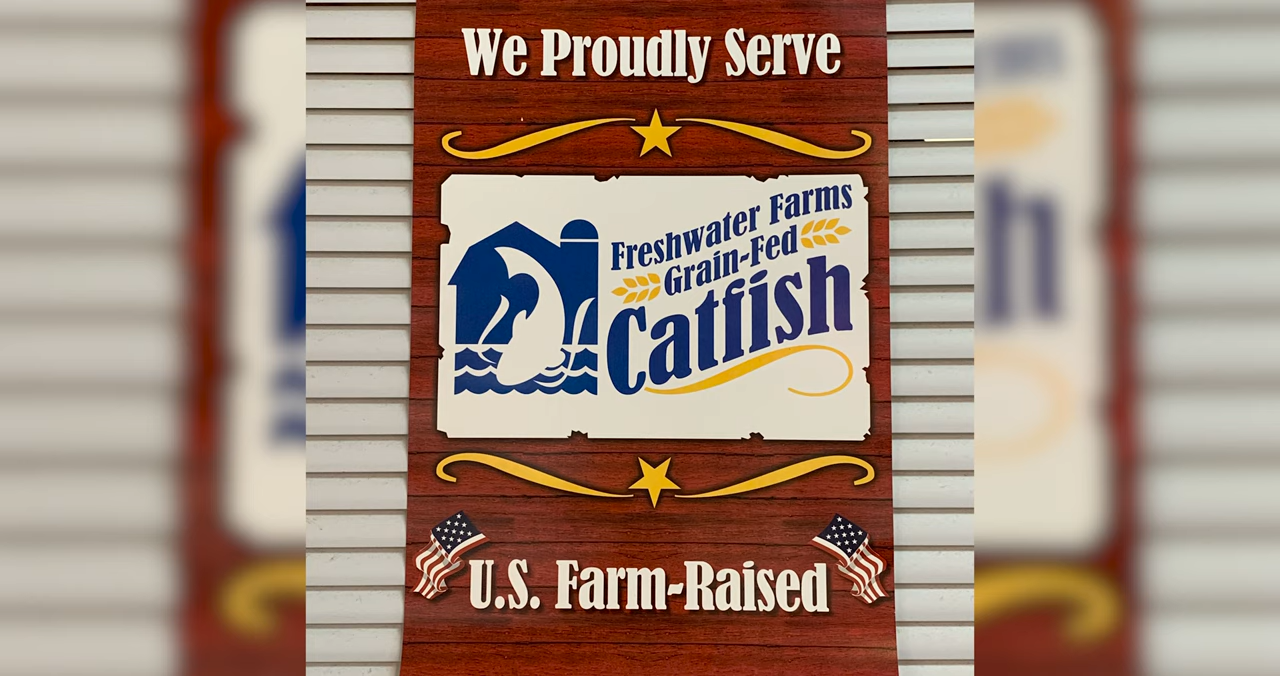 We Proudly Serve
Freshwater Farms
Grain-Fed
Catfish
U.S. Farm-Raised